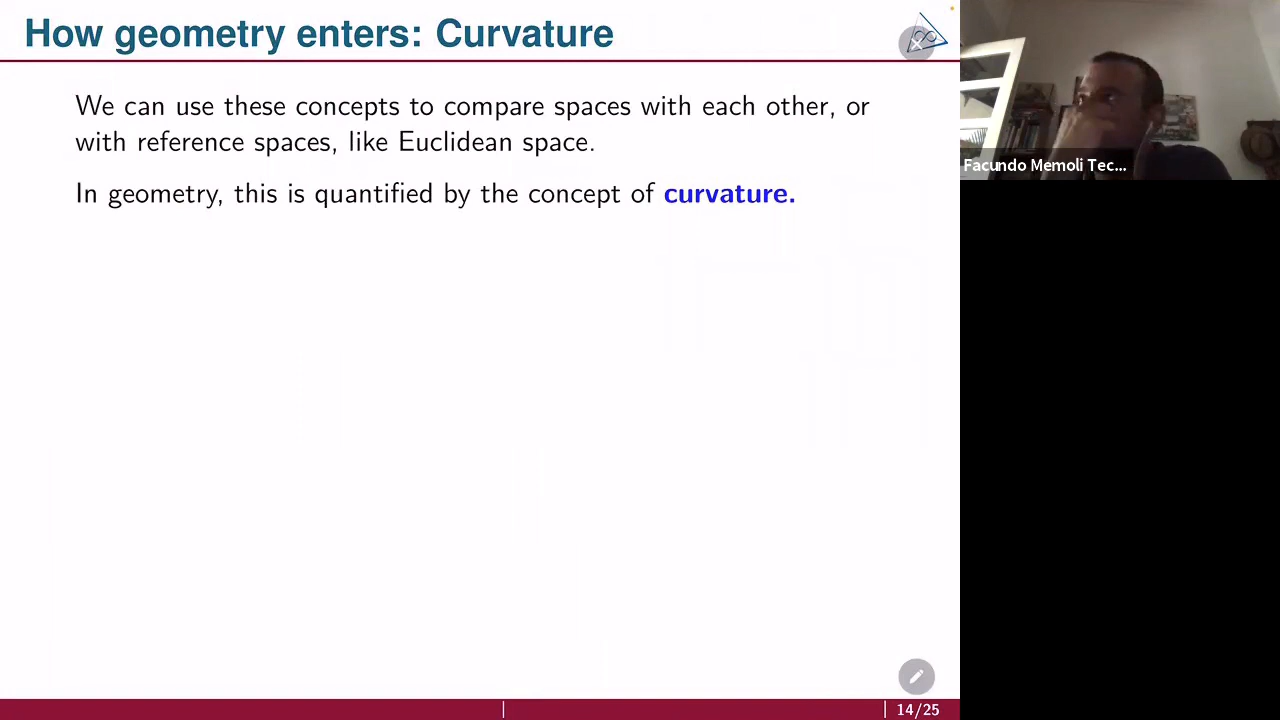 How geometry enters: Curvature
We can use these concepts to compare spaces with each other, or
with reference spaces, like Euclidean space.
In geometry, this is quantified by the concept of curvature.
Facundo Memoli Tec...
14/25